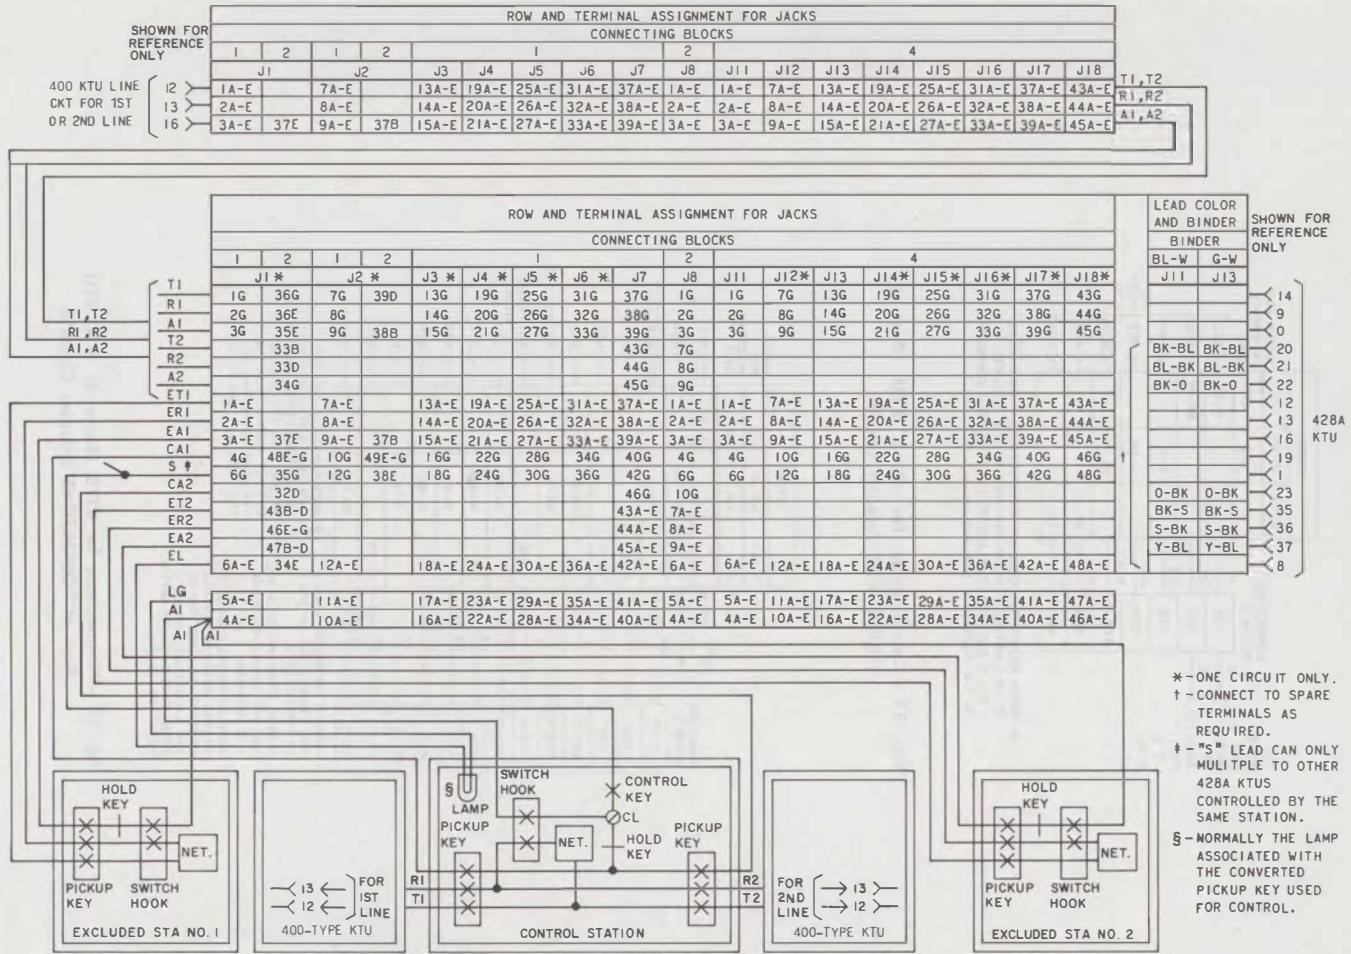 ROW AND TERMINAL ASSIGNMENT FOR JACKS
SHOWN FOR REFERENCE ONLY
CONNECTING BLOCKS
1 2 1 2 1 2 4
J1 J2 J3 J4 J5 J6 J7 J8 J11 J12 J13 J14 J15 J16 J17 J18
400 KTU LINE CKT FOR 1ST OR 2ND LINE
12 1A-E 7A-E 13A-E 19A-E 25A-E 31A-E 37A-E 1A-E 1A-E 7A-E 13A-E 19A-E 25A-E 31A-E 37A-E 43A-E T1,T2
13 2A-E 8A-E 14A-E 20A-E 26A-E 32A-E 38A-E 2A-E 2A-E 8A-E 14A-E 20A-E 26A-E 32A-E 38A-E 44A-E R1,R2
16 3A-E 37E 9A-E 37B 15A-E 21A-E 27A-E 33A-E 39A-E 3A-E 3A-E 9A-E 15A-E 21A-E 27A-E 33A-E 39A-E 45A-E A1,A2
ROW AND TERMINAL ASSIGNMENT FOR JACKS
LEAD COLOR AND BINDER
SHOWN FOR REFERENCE ONLY
CONNECTING BLOCKS
BINDER
1 2 1 2 1 2 4 BL-W G-W
J1* J2* J3* J4* J5* J6* J7 J8 J11 J12* J13 J14* J15* J16* J17* J18* J11 J13
T1 1G 36G 7G 39D 13G 19G 25G 31G 37G 1G 1G 7G 13G 19G 25G 31G 37G 43G 14
R1 2G 36E 8G 14G 20G 26G 32G 38G 2G 2G 8G 14G 20G 26G 32G 38G 44G 9
A1 3G 35E 9G 38B 15G 21G 27G 33G 39G 3G 3G 9G 15G 21G 27G 33G 39G 45G 0
T1,T2
R1,R2
A1,A2
T2 33B 43G 7G BK-BL BK-BL 20
R2 33D 44G 8G BL-BK BL-BK 21
A2 34G 45G 9G BK-O BK-O 22
ET1 1A-E 7A-E 13A-E 19A-E 25A-E 31A-E 37A-E 1A-E 1A-E 7A-E 13A-E 19A-E 25A-E 31A-E 37A-E 43A-E 12
ER1 2A-E 8A-E 14A-E 20A-E 26A-E 32A-E 38A-E 2A-E 2A-E 8A-E 14A-E 20A-E 26A-E 32A-E 38A-E 44A-E 13
428A KTU
EA1 3A-E 37E 9A-E 37B 15A-E 21A-E 27A-E 33A-E 39A-E 3A-E 3A-E 9A-E 15A-E 21A-E 27A-E 33A-E 39A-E 45A-E 16
CA1 4G 48E-G 10G 49E-G 16G 22G 28G 34G 40G 4G 4G 10G 16G 22G 28G 34G 40G 46G † 19
S ‡ 6G 35G 12G 38E 18G 24G 30G 36G 42G 6G 6G 12G 18G 24G 30G 36G 42G 48G 1
CA2 32D 46G 10G O-BK O-BK 23
ET2 43B-D 43A-E 7A-E BK-S BK-S 35
ER2 46E-G 44A-E 8A-E S-BK S-BK 36
EA2 47B-D 45A-E 9A-E Y-BL Y-BL 37
EL 6A-E 34E 12A-E 18A-E 24A-E 30A-E 36A-E 42A-E 6A-E 6A-E 12A-E 18A-E 24A-E 30A-E 36A-E 42A-E 48A-E 8
LG 5A-E 11A-E 17A-E 23A-E 29A-E 35A-E 41A-E 5A-E 5A-E 11A-E 17A-E 23A-E 29A-E 35A-E 41A-E 47A-E
A1 4A-E 10A-E 16A-E 22A-E 28A-E 34A-E 40A-E 4A-E 4A-E 10A-E 16A-E 22A-E 28A-E 34A-E 40A-E 46A-E
A1 A1
* - ONE CIRCUIT ONLY.
† - CONNECT TO SPARE
TERMINALS AS
REQUIRED.
‡ - "S" LEAD CAN ONLY
MULITPLE TO OTHER
428A KTUS
CONTROLLED BY THE
SAME STATION.
§ - NORMALLY THE LAMP
ASSOCIATED WITH
THE CONVERTED
PICKUP KEY USED
FOR CONTROL.
HOLD KEY
NET.
PICKUP KEY
SWITCH HOOK
EXCLUDED STA NO. 1
13
12
FOR 1ST LINE
400-TYPE KTU
§
LAMP
SWITCH HOOK
CONTROL KEY
CL
PICKUP KEY
NET.
HOLD KEY
PICKUP KEY
R1
T1
R2
T2
CONTROL STATION
FOR 2ND LINE
13
12
400-TYPE KTU
HOLD KEY
NET.
PICKUP KEY
SWITCH HOOK
EXCLUDED STA NO. 2